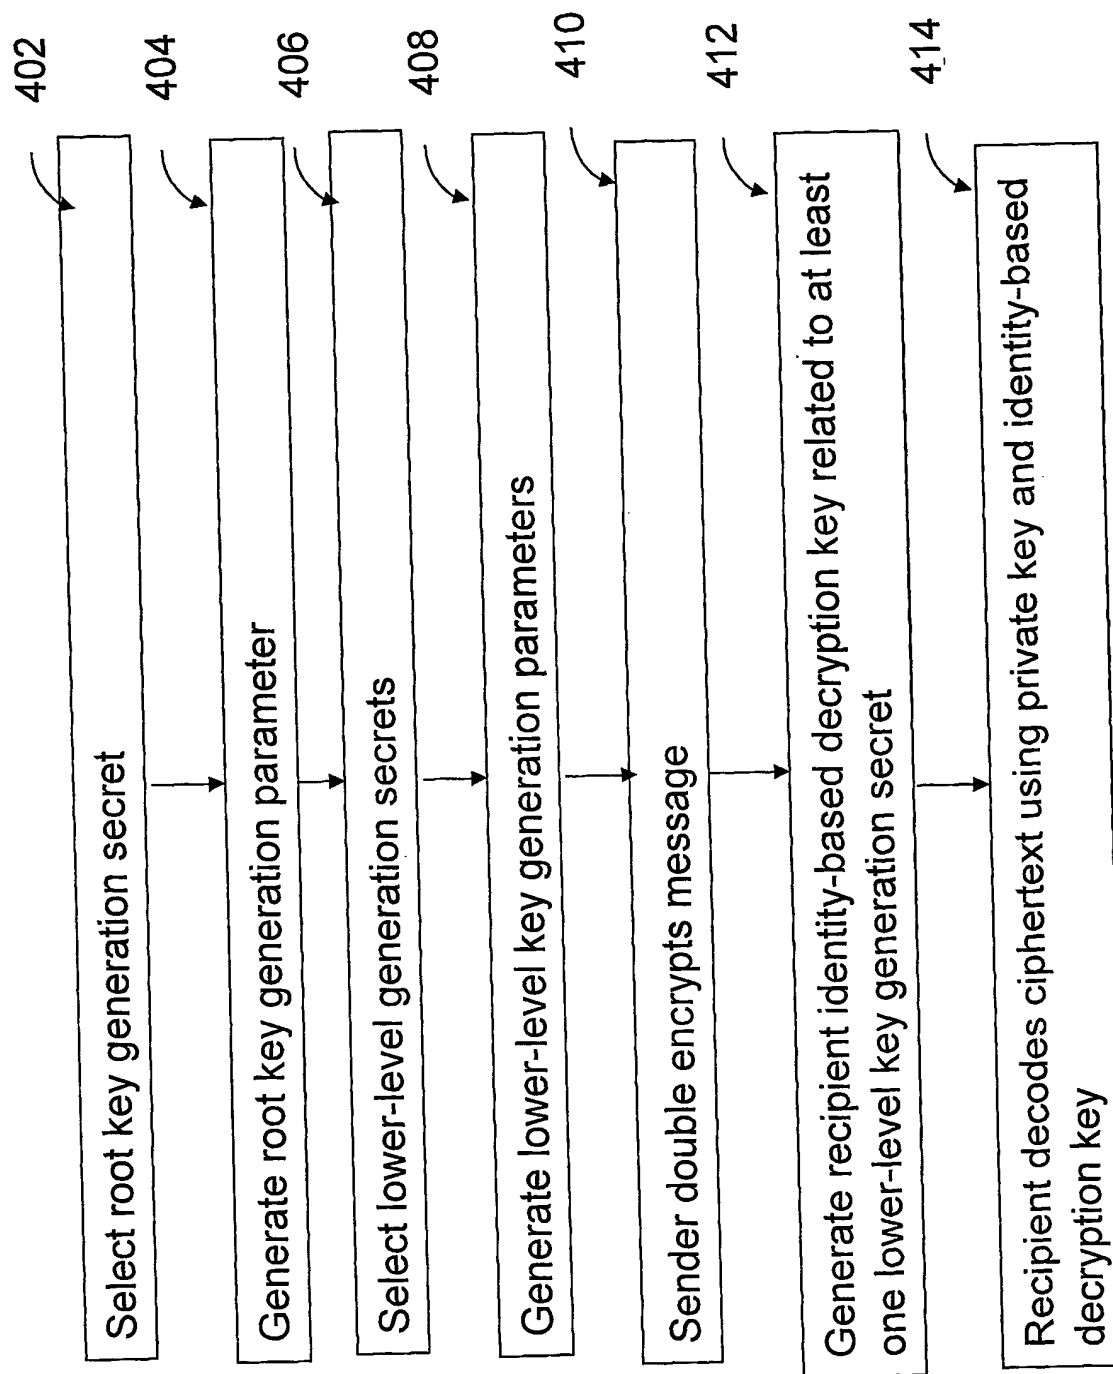 402
Select root key generation secret
404
Generate root key generation parameter
406
Select lower-level generation secrets
408
Generate lower-level key generation parameters
410
Sender double encrypts message
412
Generate recipient identity-based decryption key related to at least
one lower-level key generation secret
414
Recipient decodes ciphertext using private key and identity-based
decryption key